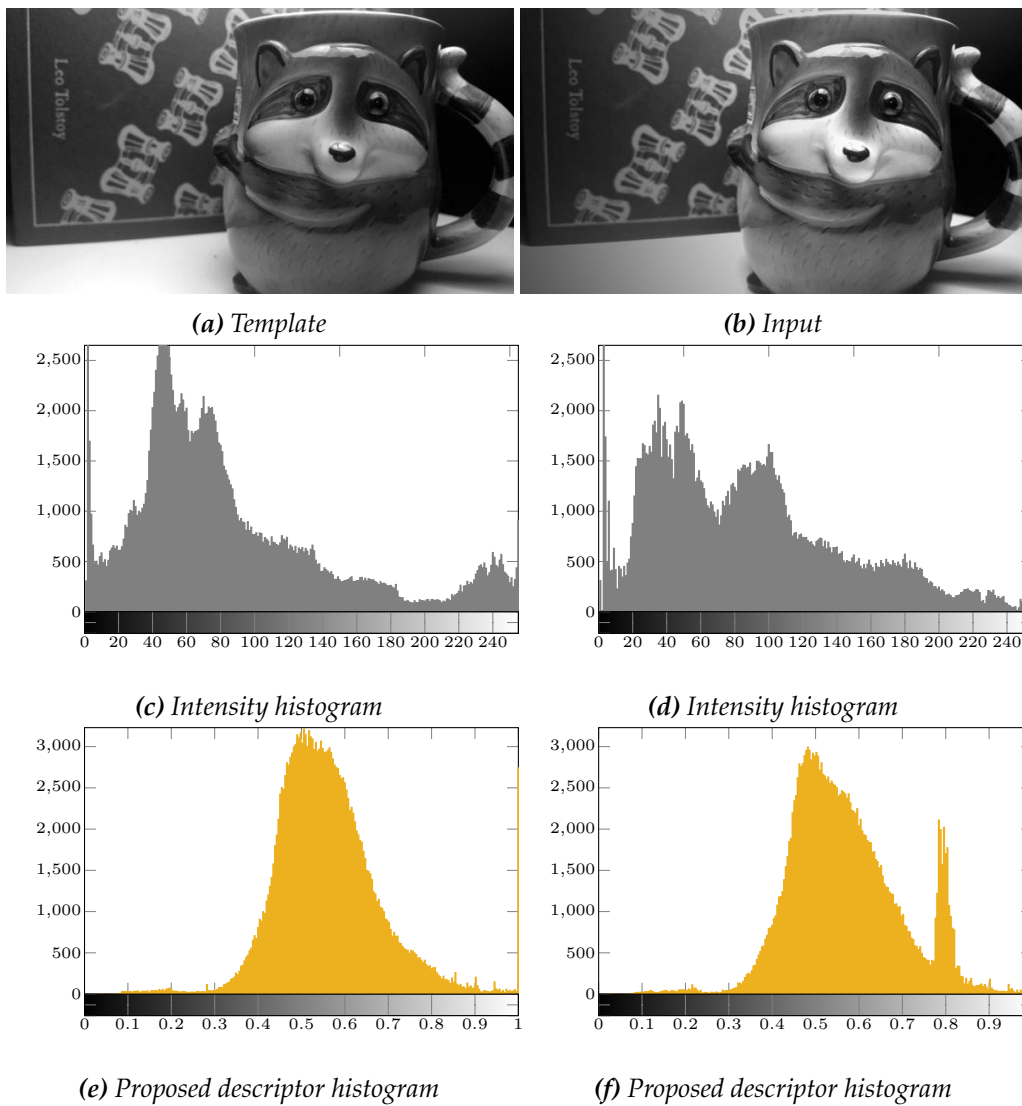 Leo Tolstoy
(a) Template
(b) Input
2,500
2,000
1,500
1,000
500
0
0 20 40 60 80 100 120 140 160 180 200 220 240
2,500
2,000
1,500
1,000
500
0
0 20 40 60 80 100 120 140 160 180 200 220 240
Leo Tolstoy
(c) Intensity histogram
(d) Intensity histogram
3,000
2,500
2,000
1,500
1,000
500
0
0 0.1 0.2 0.3 0.4 0.5 0.6 0.7 0.8 0.9 1
3,000
2,500
2,000
1,500
1,000
500
0
0 0.1 0.2 0.3 0.4 0.5 0.6 0.7 0.8 0.9
(e) Proposed descriptor histogram
(f) Proposed descriptor histogram